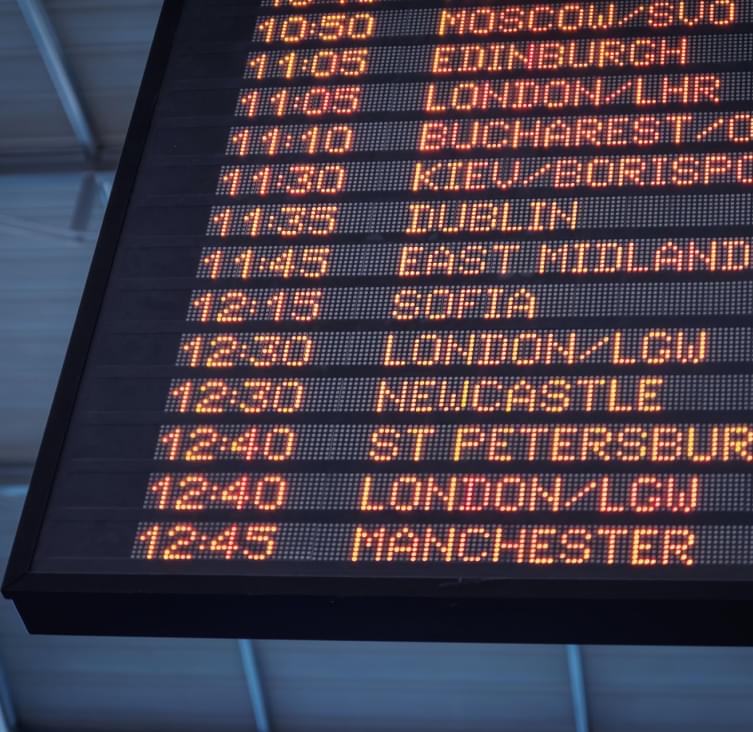 10:50 MOSCOW/SVO
11:05 EDINBURGH
11:05 LONDON/LHR
11:10 BUCHAREST/O
11:30 KIEV/BORISPO
11:35 DUBLIN
11:45 EAST MIDLAND
12:15 SOFIA
12:30 LONDON/LGW
12:30 NEWCASTLE
12:40 ST PETERSBUR
12:40 LONDON/LGW
12:45 MANCHESTER